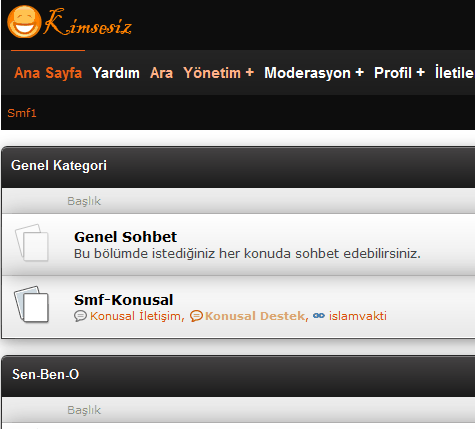 Kimsesiz
Ana Sayfa Yardım Ara Yönetim + Moderasyon + Profil + İletile
Smf1
Genel Kategori
Başlık
Genel Sohbet
Bu bölümde istediğiniz her konuda sohbet edebilirsiniz.
Smf-Konusal
Konusal İletişim, Konusal Destek, islamvakti
Sen-Ben-O
Başlık